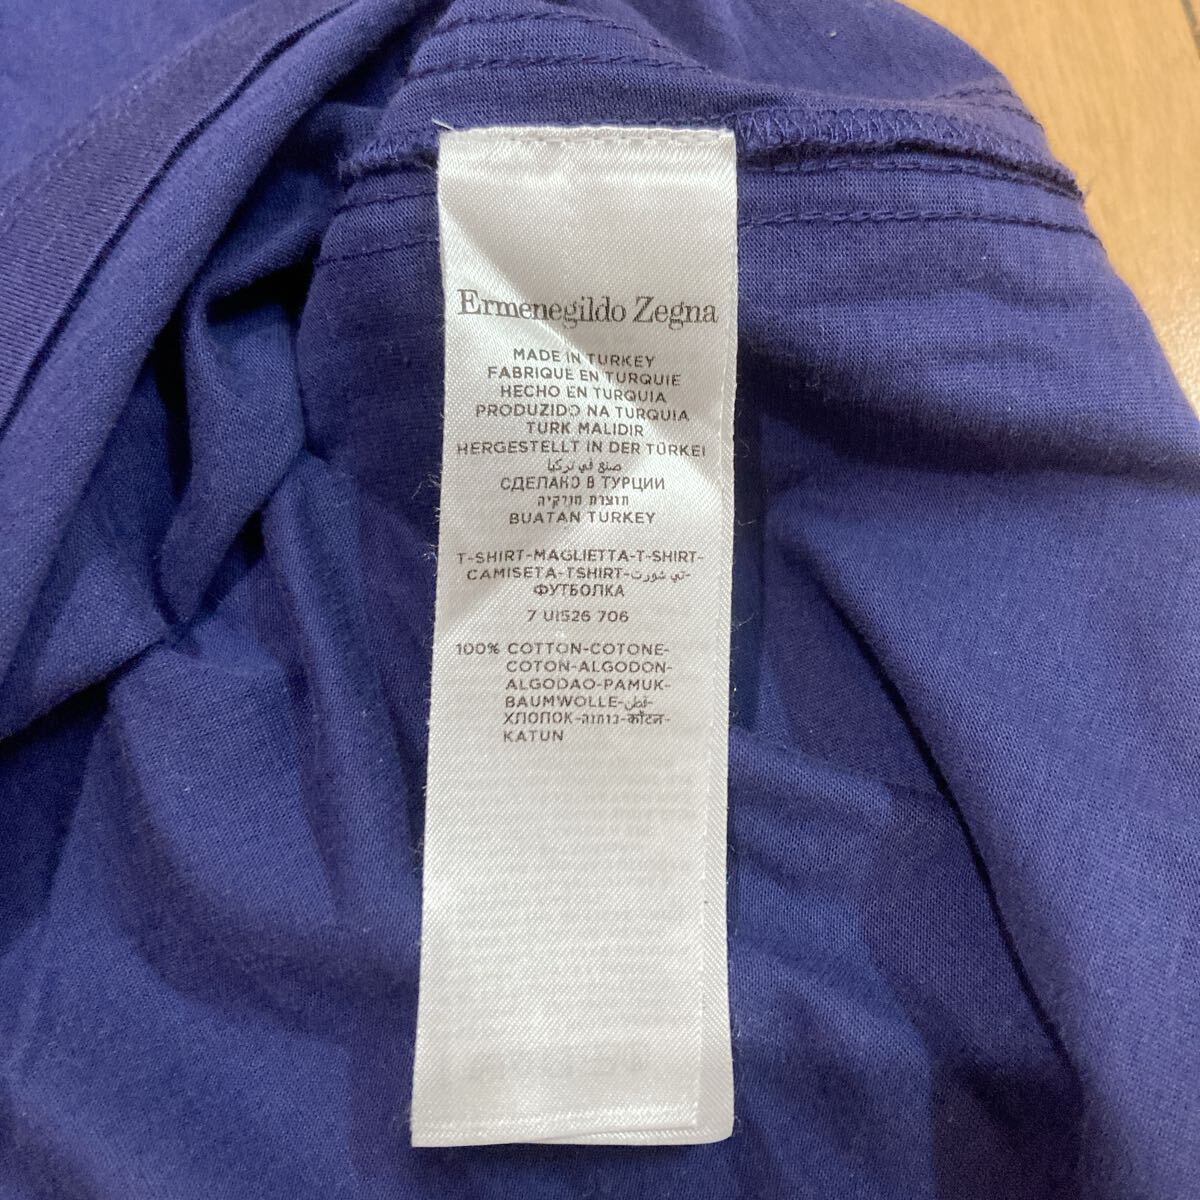 Ermenegildo Zegna
MADE IN TURKEY
FABRIQUE EN TURQUIE
HECHO EN TURQUIA
PRODUZIDO NA TURQUIA
TURK MALIDIR
HERGESTELLT IN DER TÜRKEI
صنع في تركيا
СДЕЛАНО В ТУРЦИИ
תוצרת טורקיה
BUATAN TURKEY
T-SHIRT-MAGLIETTA-T-SHIRT-
CAMISETA-TSHIRT-تي شورت-
ФУТБОЛКА
7 UI526 706
100% COTTON-COTONE-
COTON-ALGODON-
ALGODAO-PAMUK-
BAUMWOLLE-قطن-
ХЛОПОК-כותנה-कॉटन-
KATUN